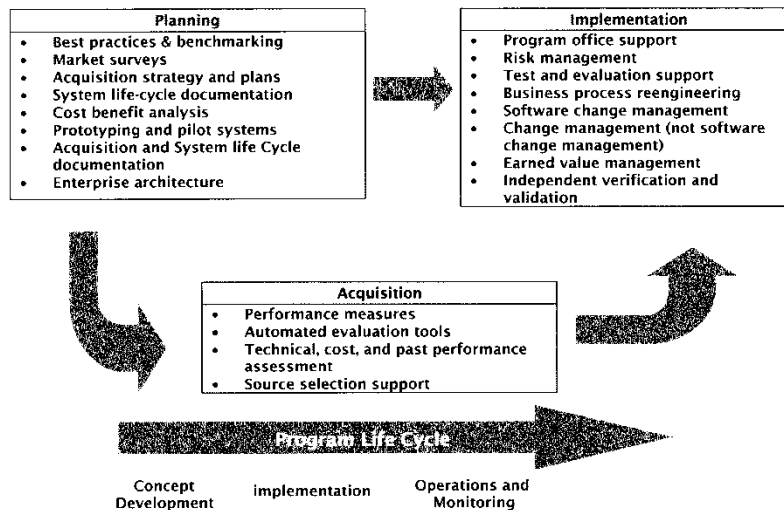 Planning
• Best practices & benchmarking
• Market surveys
• Acquisition strategy and plans
• System life-cycle documentation
• Cost benefit analysis
• Prototyping and pilot systems
• Acquisition and System life Cycle
documentation
• Enterprise architecture
Implementation
• Program office support
• Risk management
• Test and evaluation support
• Business process reengineering
• Software change management
• Change management (not software
change management)
• Earned value management
• Independent verification and
validation
Acquisition
• Performance measures
• Automated evaluation tools
• Technical, cost, and past performance
assessment
• Source selection support
Program Life Cycle
Concept
Development
implementation
Operations and
Monitoring